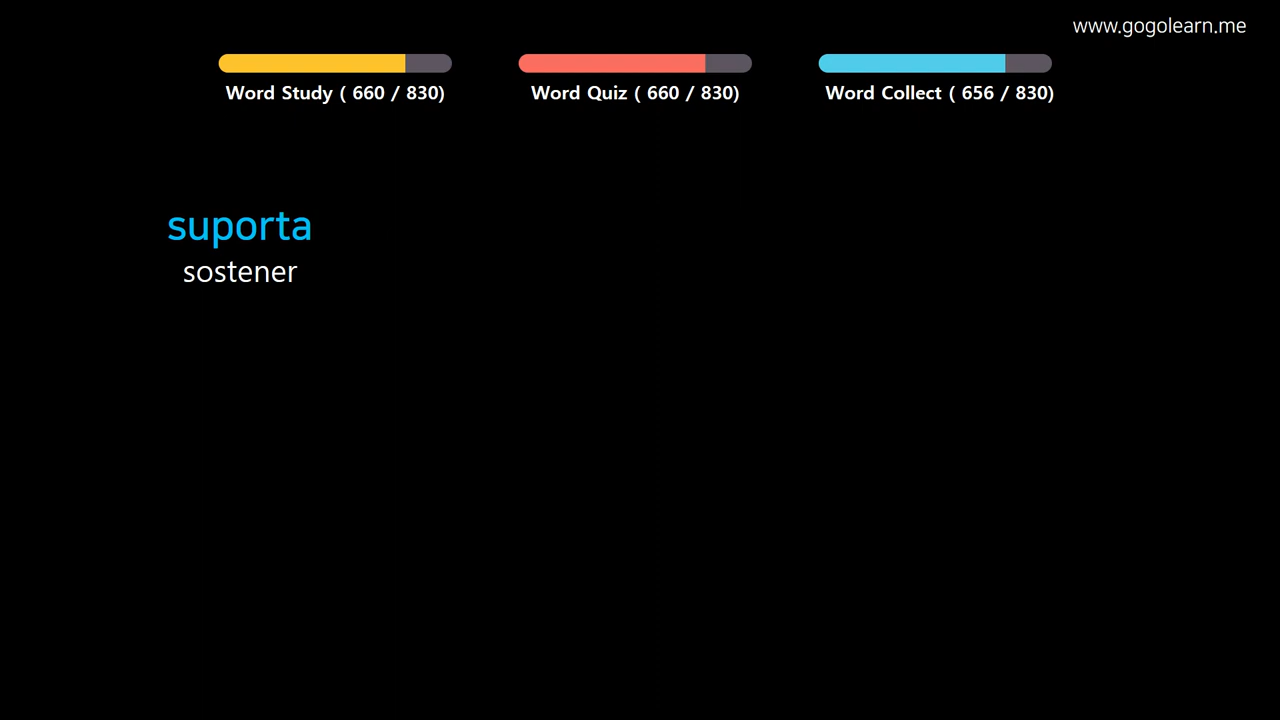 www.gogolearn.me
Word Study ( 660 / 830)
Word Quiz ( 660 / 830)
Word Collect ( 656 / 830)
suporta
sostener